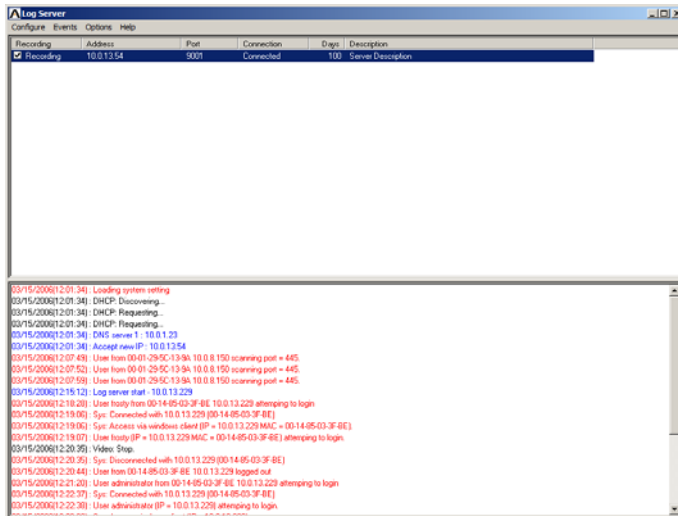 Log Server
Configure Events Options Help
Recording Address Port Connection Days Description
Recording 10.0.13.54 9001 Connected 100 Server Description
03/15/2006(12:01:34) : Loading system setting
03/15/2006(12:01:34) : DHCP: Discovering...
03/15/2006(12:01:34) : DHCP: Requesting...
03/15/2006(12:01:34) : DHCP: Requesting...
03/15/2006(12:01:34) : DNS server 1 : 10.0.1.23
03/15/2006(12:01:34) : Accept new IP : 10.0.13.54
03/15/2006(12:07:49) : User from 00-01-29-5C-13-9A 10.0.8.150 scanning port = 445.
03/15/2006(12:07:52) : User from 00-01-29-5C-13-9A 10.0.8.150 scanning port = 445.
03/15/2006(12:07:59) : User from 00-01-29-5C-13-9A 10.0.8.150 scanning port = 445.
03/15/2006(12:15:12) : Log server start - 10.0.13.229
03/15/2006(12:18:28) : User frosty from 00-14-85-03-3F-BE 10.0.13.229 attemping to login
03/15/2006(12:19:06) : Sys: Connected with 10.0.13.229 (00-14-85-03-3F-BE)
03/15/2006(12:19:06) : Sys: Access via windows client (IP = 10.0.13.229 MAC = 00-14-85-03-3F-BE).
03/15/2006(12:19:07) : User frosty (IP = 10.0.13.229 MAC = 00-14-85-03-3F-BE) attemping to login.
03/15/2006(12:20:35) : Video: Stop.
03/15/2006(12:20:35) : Sys: Disconnected with 10.0.13.229 (00-14-85-03-3F-BE)
03/15/2006(12:20:44) : User from 00-14-85-03-3F-BE 10.0.13.229 logged out
03/15/2006(12:21:20) : User administrator from 00-14-85-03-3F-BE 10.0.13.229 attemping to login
03/15/2006(12:22:37) : Sys: Connected with 10.0.13.229 (00-14-85-03-3F-BE)
03/15/2006(12:22:38) : User administrator (IP = 10.0.13.229) attemping to login.